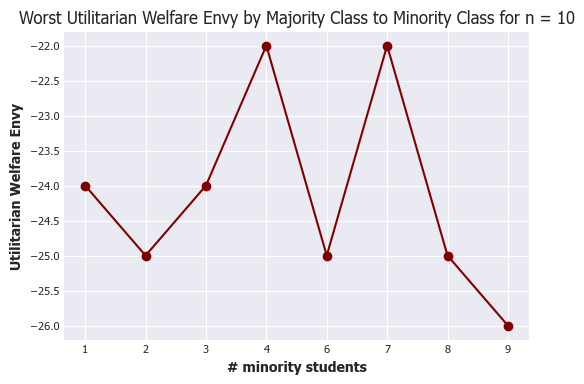 Worst Utilitarian Welfare Envy by Majority Class to Minority Class for n = 10
Utilitarian Welfare Envy
−22.0
−22.5
−23.0
−23.5
−24.0
−24.5
−25.0
−25.5
−26.0
1 2 3 4 6 7 8 9
# minority students